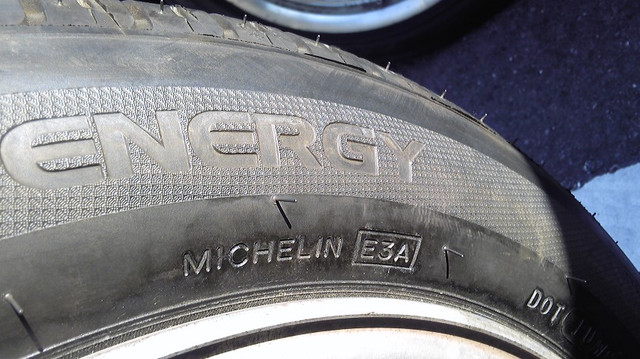 ENERGY
MICHELIN E3A
DOT